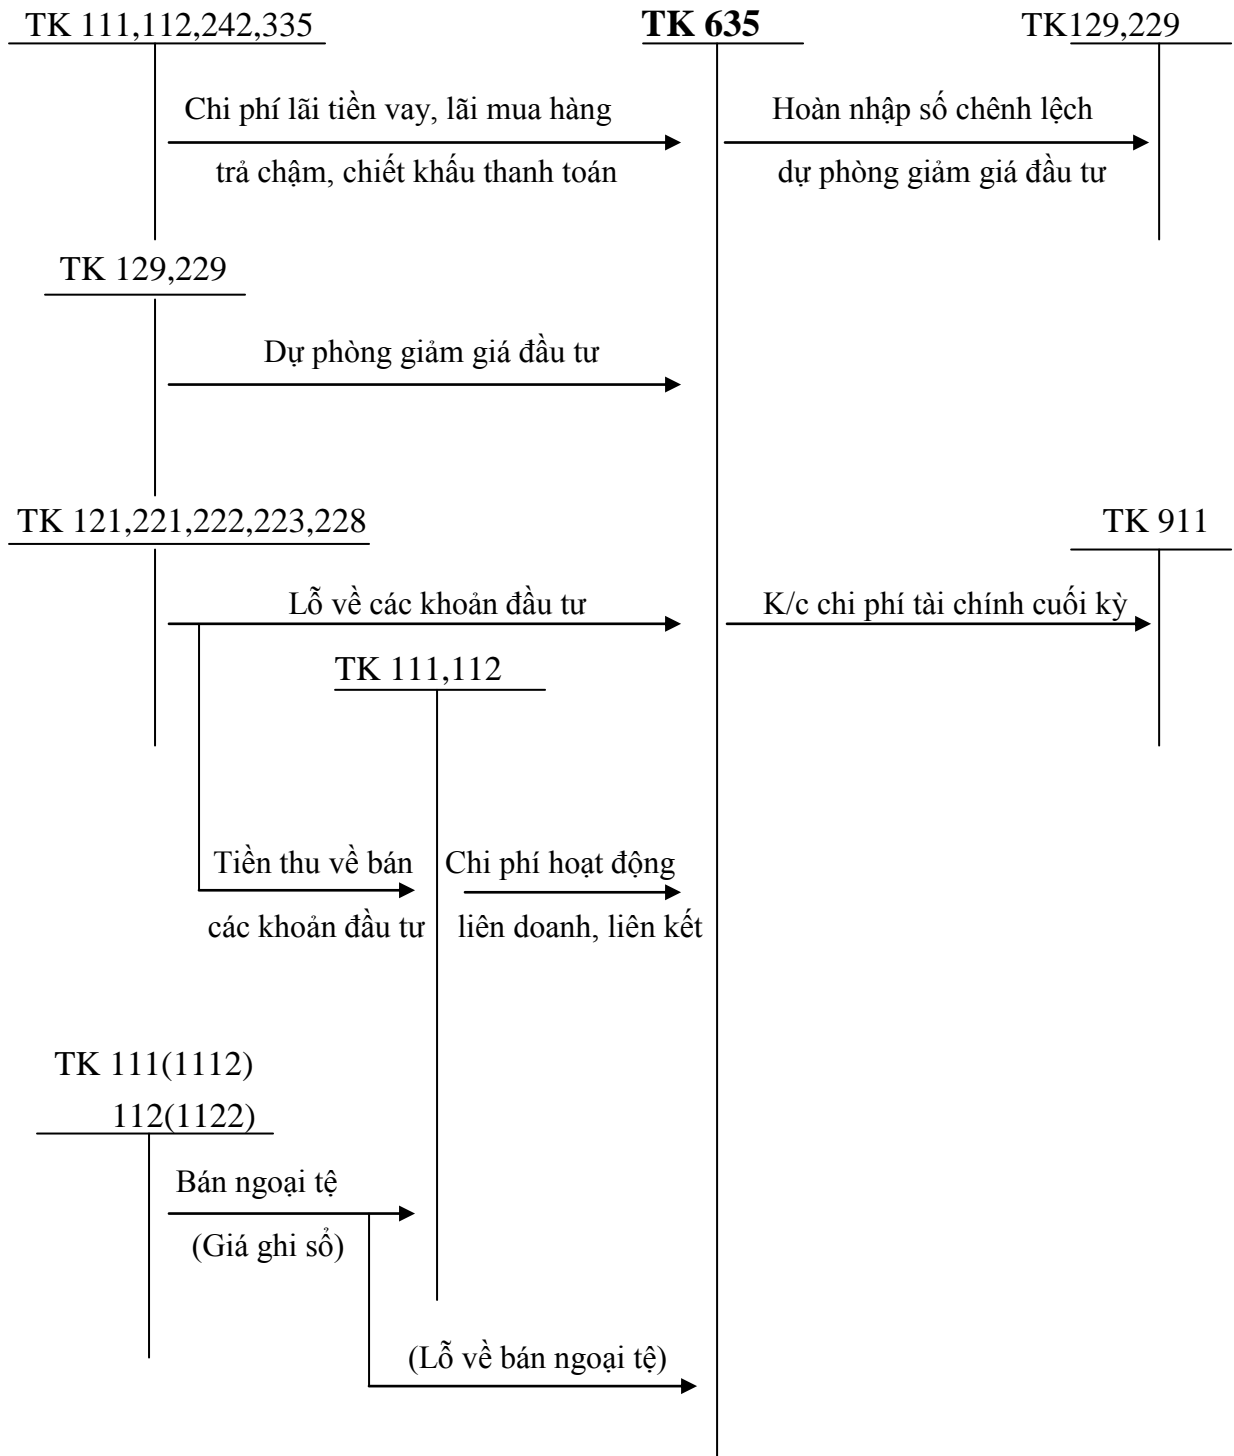 TK 111,112,242,335
TK 635
TK129,229
Chi phí lãi tiền vay, lãi mua hàng
trả chậm, chiết khấu thanh toán
Hoàn nhập số chênh lệch
dự phòng giảm giá đầu tư
TK 129,229
Dự phòng giảm giá đầu tư
TK 121,221,222,223,228
TK 911
Lỗ về các khoản đầu tư
K/c chi phí tài chính cuối kỳ
TK 111,112
Tiền thu về bán
các khoản đầu tư
Chi phí hoạt động
liên doanh, liên kết
TK 111(1112)
112(1122)
Bán ngoại tệ
(Giá ghi sổ)
(Lỗ về bán ngoại tệ)